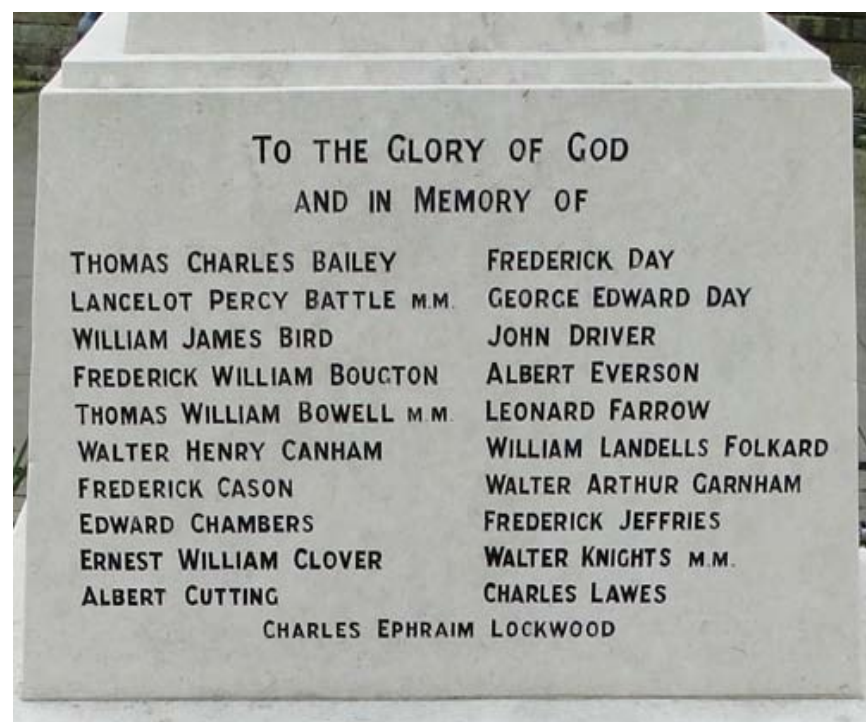 TO THE GLORY OF GOD
AND IN MEMORY OF
THOMAS CHARLES BAILEY
LANCELOT PERCY BATTLE M.M.
WILLIAM JAMES BIRD
FREDERICK WILLIAM BOUGTON
THOMAS WILLIAM BOWELL M.M.
WALTER HENRY CANHAM
FREDERICK CASON
EDWARD CHAMBERS
ERNEST WILLIAM CLOVER
ALBERT CUTTING
FREDERICK DAY
GEORGE EDWARD DAY
JOHN DRIVER
ALBERT EVERSON
LEONARD FARROW
WILLIAM LANDELLS FOLKARD
WALTER ARTHUR GARNHAM
FREDERICK JEFFRIES
WALTER KNIGHTS M.M.
CHARLES LAWES
CHARLES EPHRAIM LOCKWOOD